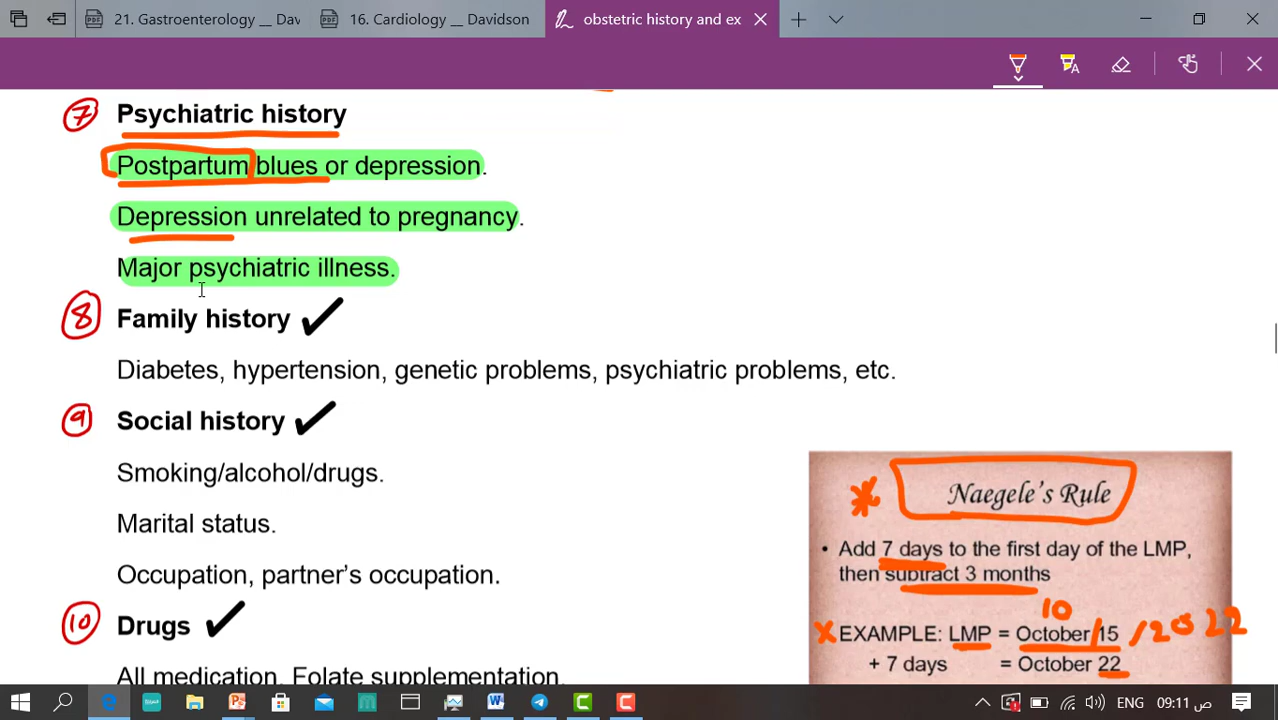 21. Gastroenterology __ Dav
16. Cardiology __ Davidson
obstetric history and ex
7 Psychiatric history
Postpartum blues or depression.
Depression unrelated to pregnancy.
Major psychiatric illness.
8 Family history
Diabetes, hypertension, genetic problems, psychiatric problems, etc.
9 Social history
Smoking/alcohol/drugs.
Marital status.
Occupation, partner’s occupation.
10 Drugs
All medication. Folate supplementation.
Naegele’s Rule
• Add 7 days to the first day of the LMP,
then subtract 3 months
10
EXAMPLE: LMP = October/15 /2022
+ 7 days = October 22
ENG
09:11 ص